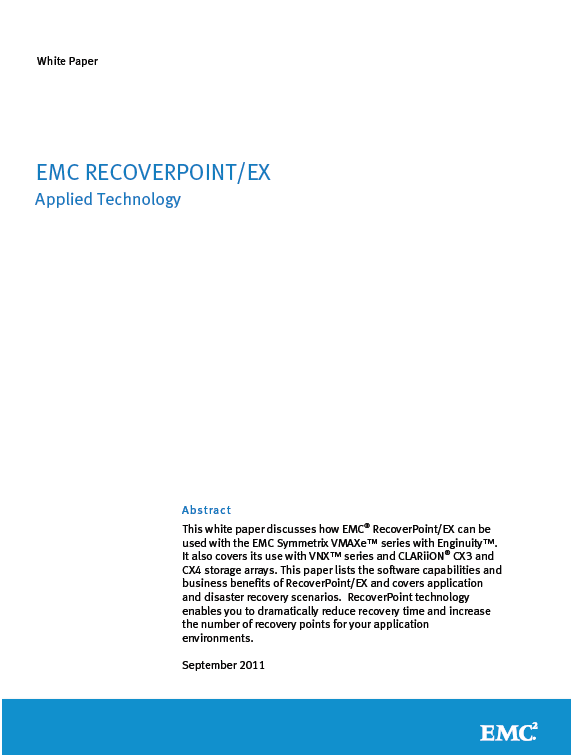 White Paper
EMC RECOVERPOINT/EX
Applied Technology
Abstract
This white paper discusses how EMC® RecoverPoint/EX can be
used with the EMC Symmetrix VMAXe™ series with Enginuity™.
It also covers its use with VNX™ series and CLARiiON® CX3 and
CX4 storage arrays. This paper lists the software capabilities and
business benefits of RecoverPoint/EX and covers application
and disaster recovery scenarios.  RecoverPoint technology
enables you to dramatically reduce recovery time and increase
the number of recovery points for your application
environments.
September 2011
EMC²